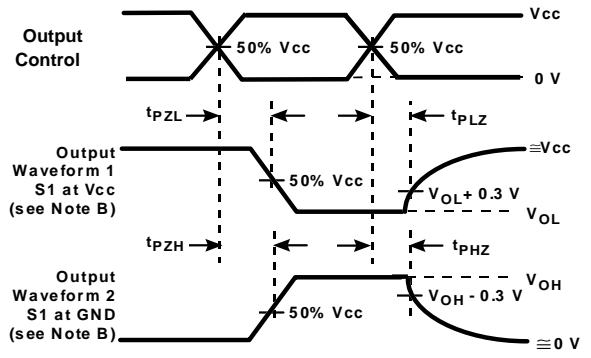 Vcc
Output
Control
50% Vcc
50% Vcc
0 V
tPZL
tPLZ
Output
Waveform 1
S1 at Vcc
(see Note B)
≅Vcc
50% Vcc
VOL+ 0.3 V
VOL
tPZH
tPHZ
Output
Waveform 2
S1 at GND
(see Note B)
VOH
VOH - 0.3 V
50% Vcc
≅0 V